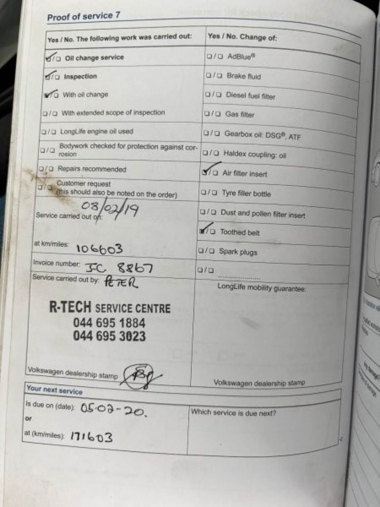 Proof of service 7
Yes / No. The following work was carried out:
Yes / No. Change of:
Oil change service
AdBlue®
Inspection
Brake fluid
With oil change
Diesel fuel filter
With extended scope of inspection
Gas filter
LongLife engine oil used
Gearbox oil: DSG®, ATF
Bodywork checked for protection against cor-
rosion
Haldex coupling: oil
Repairs recommended
Air filter insert
Customer request
(this should also be noted on the order)
Tyre filler bottle
Service carried out on: 08/02/19
Dust and pollen filter insert
Toothed belt
at km/miles: 106603
Spark plugs
Invoice number: IC 8867
Service carried out by: PETER
LongLife mobility guarantee:
R-TECH SERVICE CENTRE
044 695 1884
044 695 3023
Volkswagen dealership stamp
Volkswagen dealership stamp
Your next service
Is due on (date): 05-02-20.
Which service is due next?
or
at (km/miles): 171603